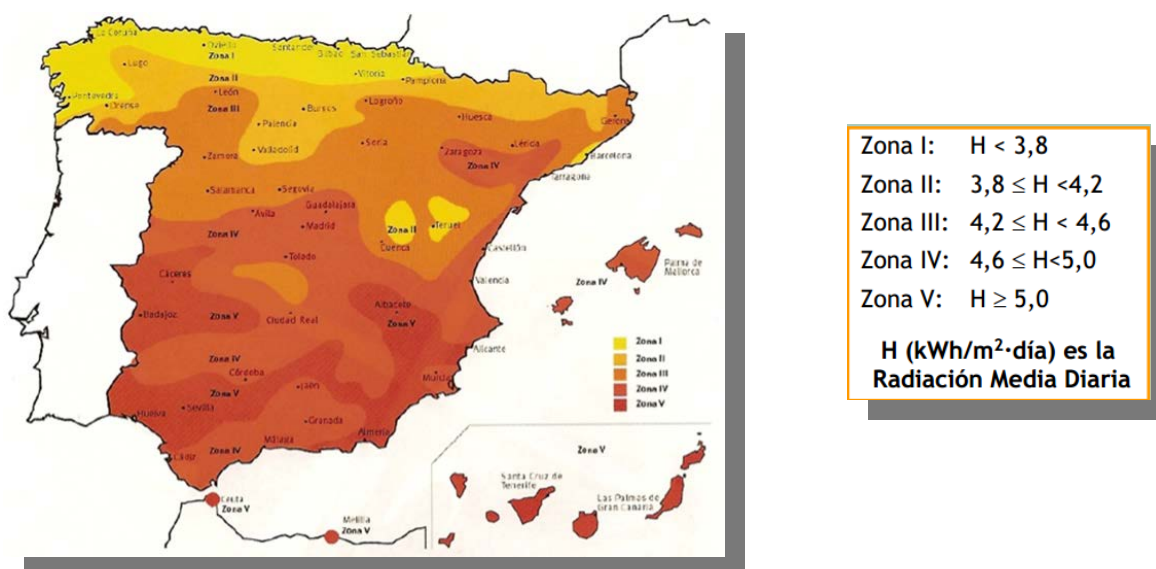 La Coruña
Oviedo
Santander
Bilbao
San Sebastian
Zona I
Lugo
Vitoria
Zona II
Pamplona
León
Pontevedra
Orense
Zona III
Burgos
Logroño
Huesca
Gerona
Palencia
Valladolid
Soria
Zaragoza
Lérida
Zamora
Zona IV
Barcelona
Tarragona
Salamanca
Segovia
Guadalajara
Avila
Madrid
Zona II
Teruel
Zona IV
Cuenca
Castellón
Toledo
Palma de
Mallorca
Cáceres
Valencia
Zona IV
Albacete
Badajoz
Zona V
Ciudad Real
Zona V
Zona I
Alicante
Zona II
Zona IV
Zona III
Córdoba
Murcia
Jaén
Zona IV
Zona V
Zona V
Huelva
Sevilla
Granada
Almería
Málaga
Zona IV
Cádiz
Zona V
Santa Cruz de
Tenerife
Ceuta
Zona V
Las Palmas de
Gran Canaria
Melilla
Zona V
Zona I: H < 3,8
Zona II: 3,8 ≤ H <4,2
Zona III: 4,2 ≤ H < 4,6
Zona IV: 4,6 ≤ H<5,0
Zona V: H ≥ 5,0
H (kWh/m²·día) es la
Radiación Media Diaria